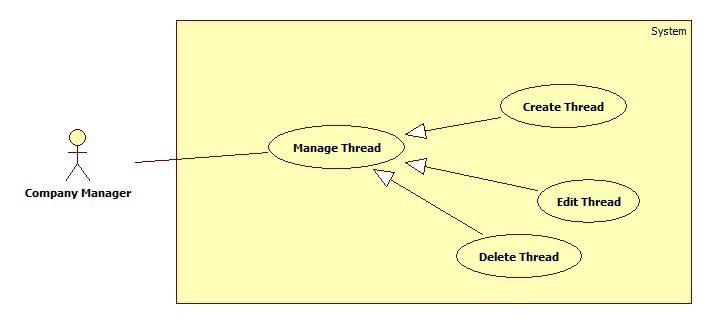 System
Create Thread
Manage Thread
Company Manager
Edit Thread
Delete Thread